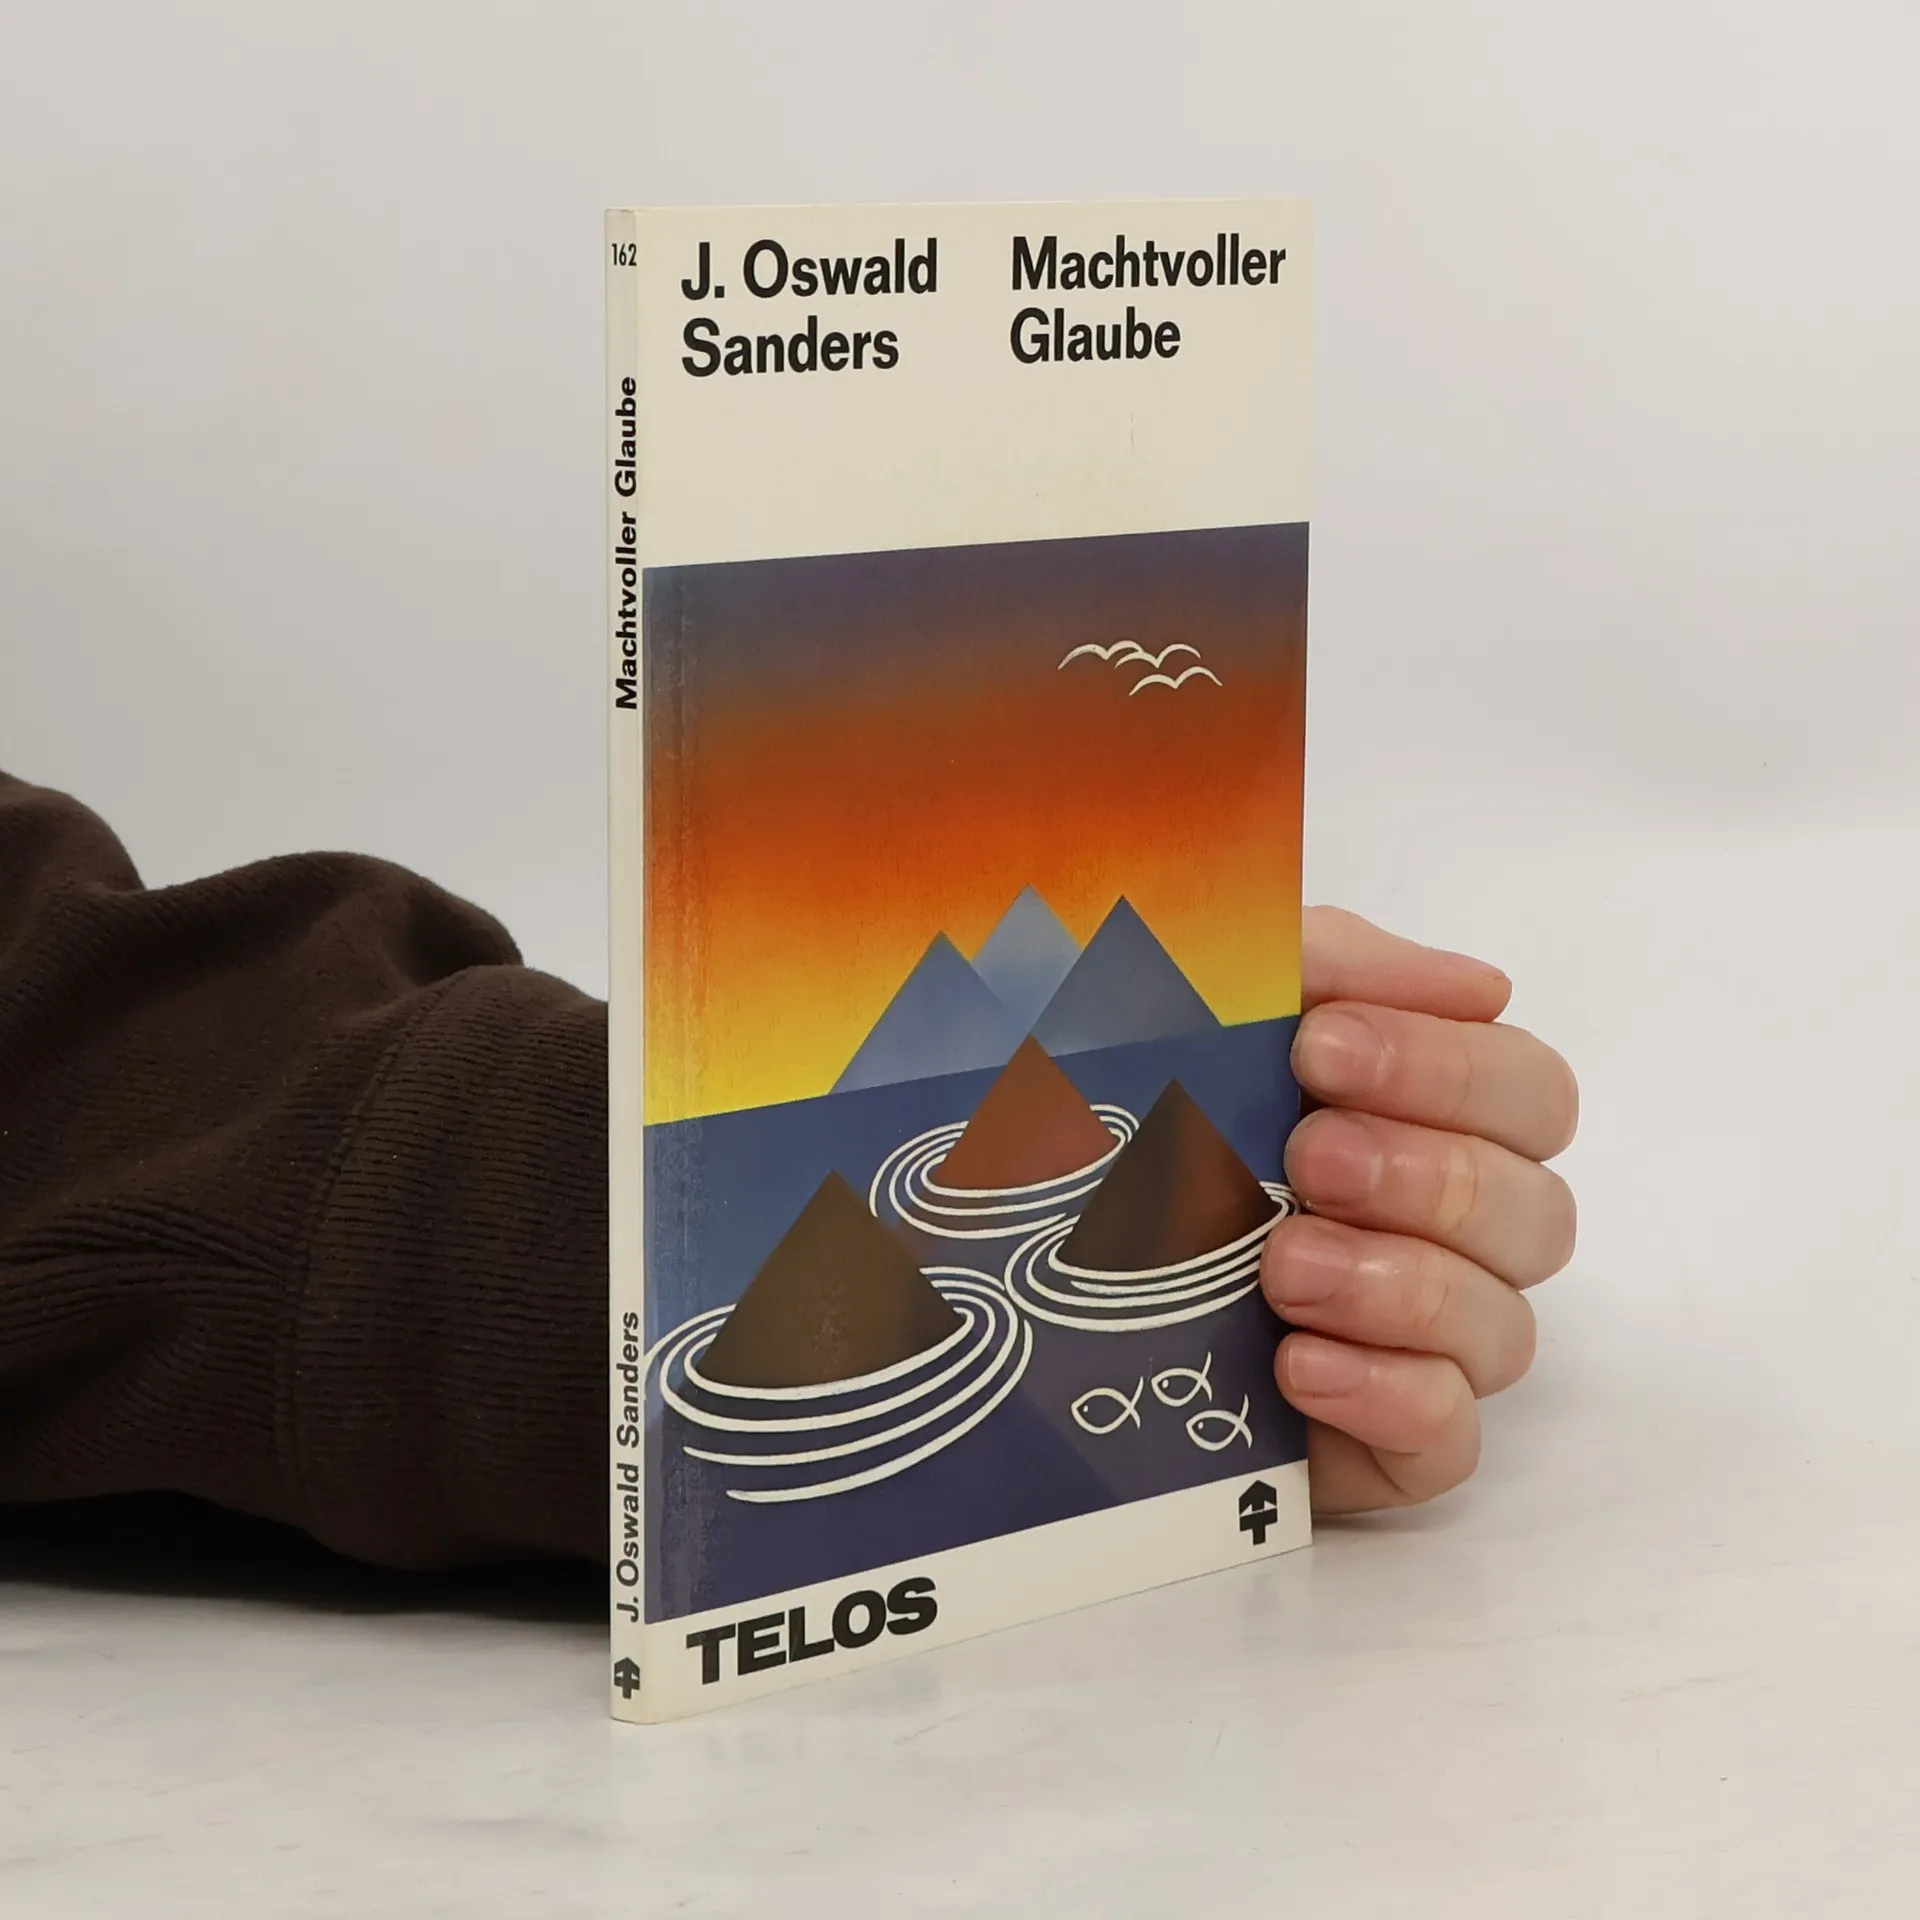 162
Machtvoller Glaube
J. Oswald Sanders
J. Oswald
Sanders
Machtvoller
Glaube
TELOS